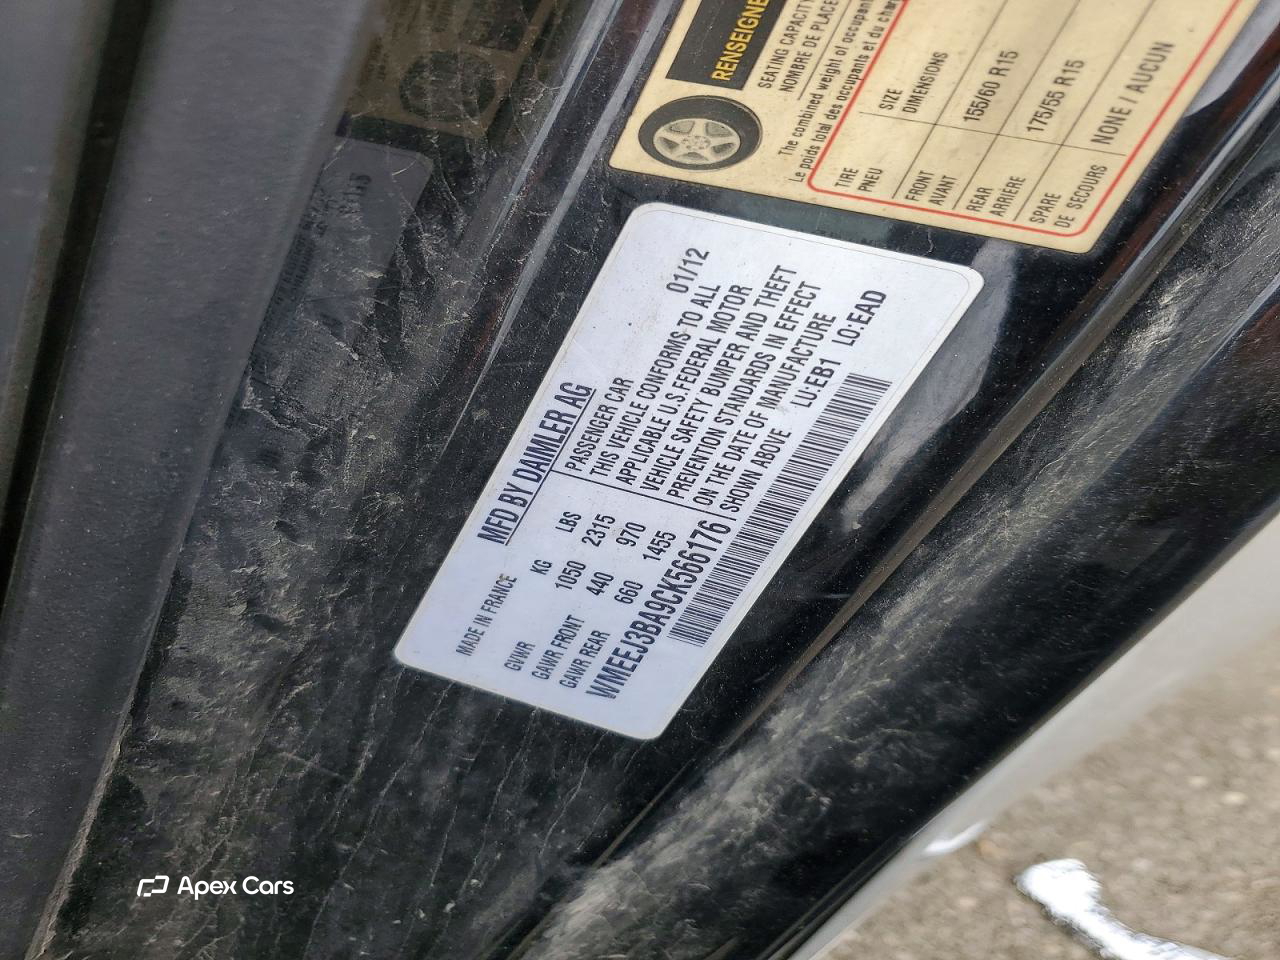 MADE IN FRANCE MFD BY DAIMLER AG 01/12
KG LBS
GVWR 1050 2315
GAWR FRONT 440 970
GAWR REAR 660 1455
PASSENGER CAR
THIS VEHICLE CONFORMS TO ALL
APPLICABLE U.S. FEDERAL MOTOR
VEHICLE SAFETY BUMPER AND THEFT
PREVENTION STANDARDS IN EFFECT
ON THE DATE OF MANUFACTURE
SHOWN ABOVE LU:EB1 LO:EAD
WMEEJ3BA9CK566176
RENSEIGNE
SEATING CAPACITY
NOMBRE DE PLACE
The combined weight of occupant
Le poids total des occupants et du char
TIRE SIZE
PNEU DIMENSIONS
FRONT 155/60 R15
AVANT
REAR 175/55 R15
ARRIÈRE
SPARE NONE / AUCUN
DE SECOURS
Apex Cars